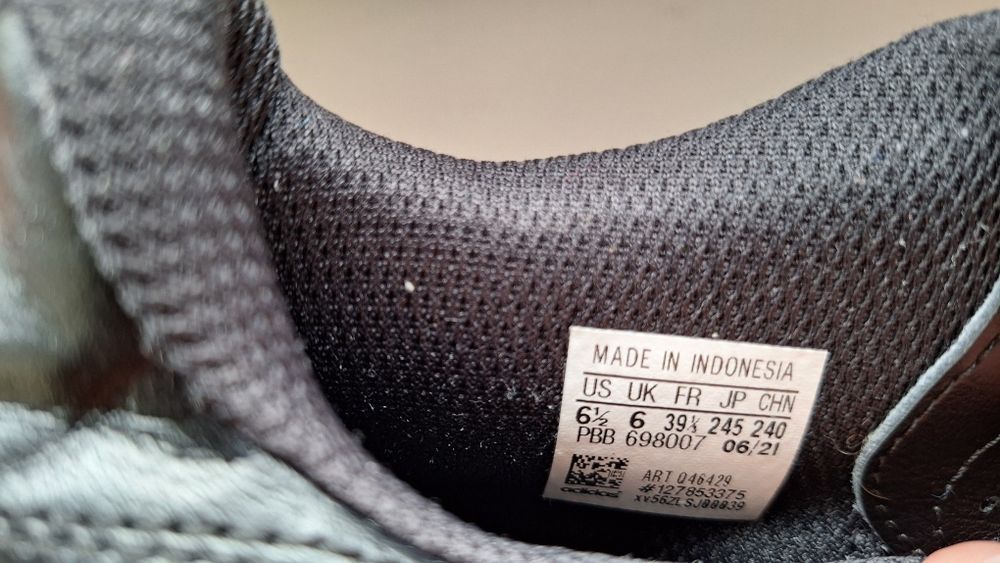 MADE IN INDONESIA
US UK FR JP CHN
6½ 6 39⅓ 245 240
PBB 698007 06/21
ART Q46429
adidas #127853375